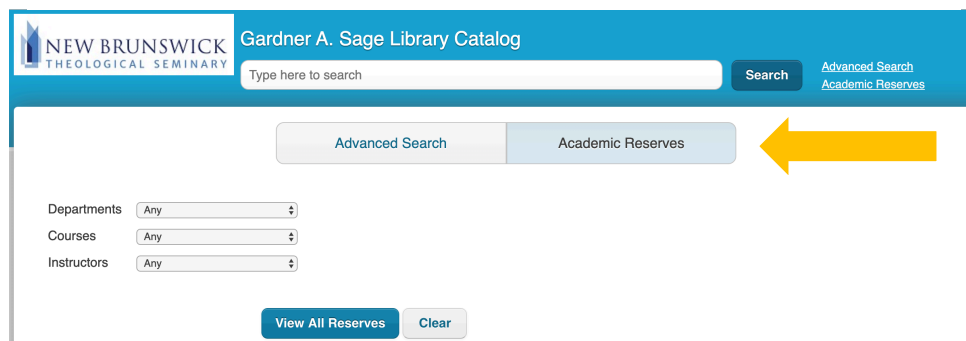 NEW BRUNSWICK
THEOLOGICAL SEMINARY
Gardner A. Sage Library Catalog
Type here to search
Search
Advanced Search
Academic Reserves
Advanced Search
Academic Reserves
Departments Any
Courses Any
Instructors Any
View All Reserves
Clear